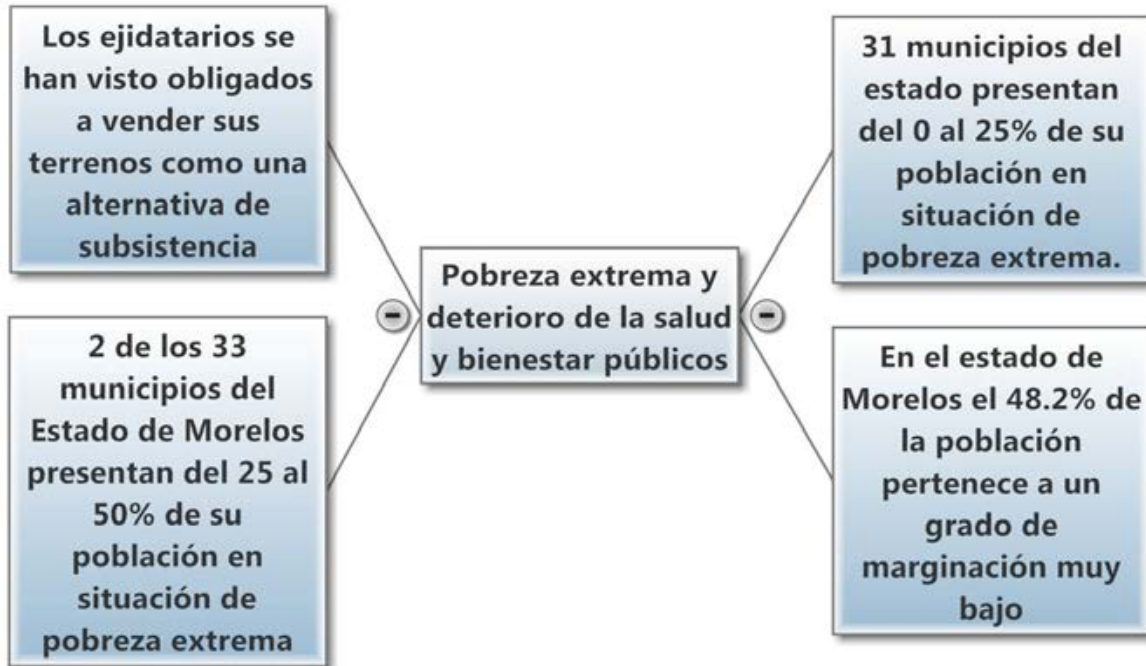 Los ejidatarios se
han visto obligados
a vender sus
terrenos como una
alternativa de
subsistencia
2 de los 33
municipios del
Estado de Morelos
presentan del 25 al
50% de su
población en
situación de
pobreza extrema
Pobreza extrema y
deterioro de la salud
y bienestar públicos
31 municipios del
estado presentan
del 0 al 25% de su
población en
situación de
pobreza extrema.
En el estado de
Morelos el 48.2% de
la población
pertenece a un
grado de
marginación muy
bajo